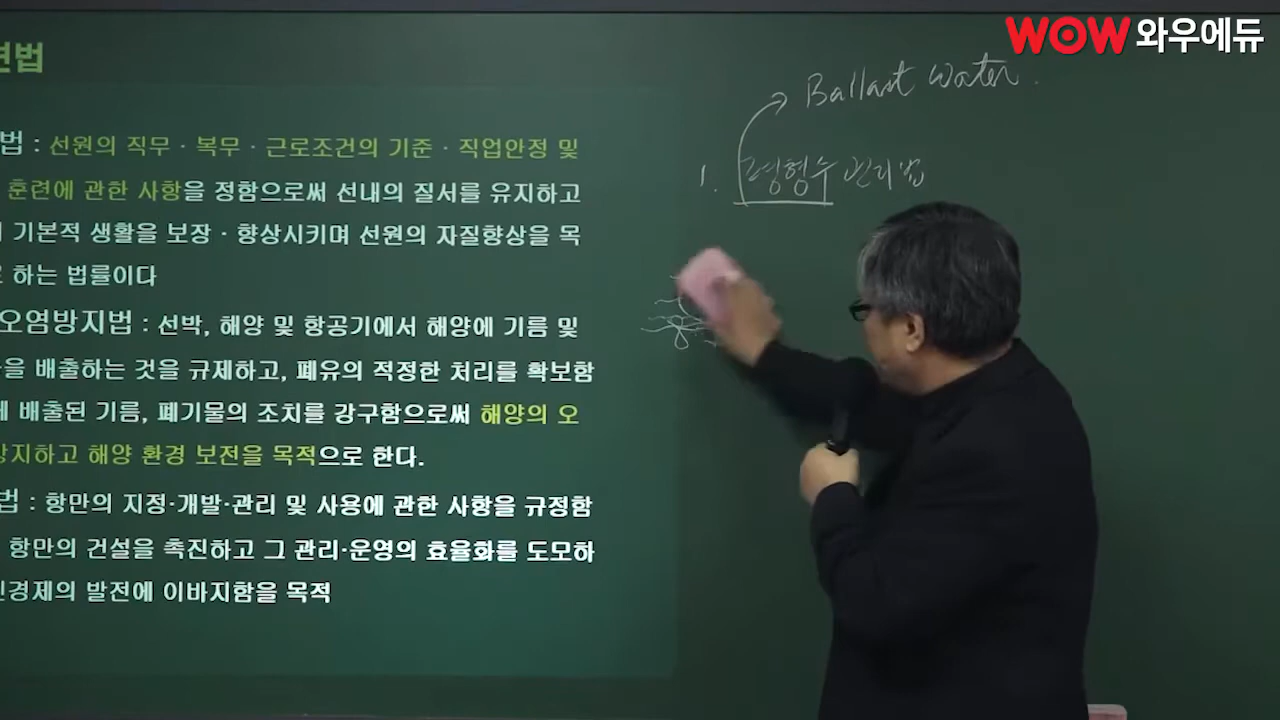 WOW 와우에듀
련법
법 : 선원의 직무 · 복무 · 근로조건의 기준 · 직업안정 및
훈련에 관한 사항을 정함으로써 선내의 질서를 유지하고
기본적 생활을 보장 · 향상시키며 선원의 자질향상을 목
하는 법률이다
오염방지법 : 선박, 해양 및 항공기에서 해양에 기름 및
을 배출하는 것을 규제하고, 폐유의 적정한 처리를 확보함
배출된 기름, 폐기물의 조치를 강구함으로써 해양의 오
방지하고 해양 환경 보전을 목적으로 한다.
법 : 항만의 지정·개발·관리 및 사용에 관한 사항을 규정함
항만의 건설을 촉진하고 그 관리·운영의 효율화를 도모하
민경제의 발전에 이바지함을 목적
Ballast water.
1. 평형수 관리법